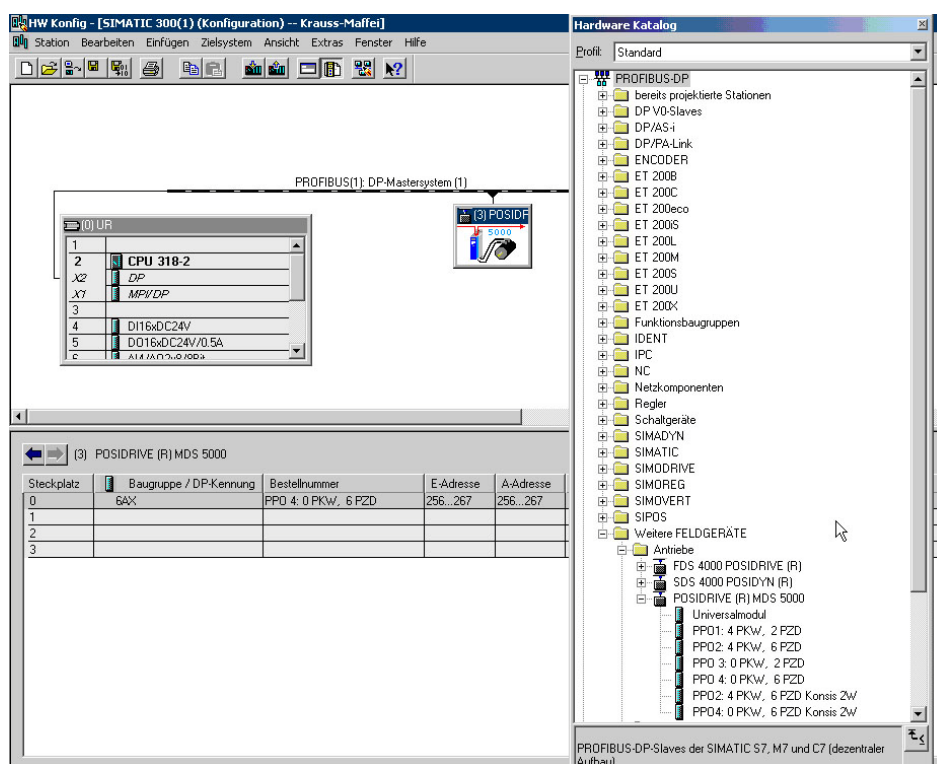 HW Konfig - [SIMATIC 300(1) (Konfiguration) -- Krauss-Maffei]
Station Bearbeiten Einfügen Zielsystem Ansicht Extras Fenster Hilfe
PROFIBUS(1): DP-Mastersystem (1)
(0) UR
1
2 CPU 318-2
X2 DP
X1 MPI/DP
3
4 DI16xDC24V
5 DO16xDC24V/0.5A
(3) POSIDR
5000
(3) POSIDRIVE (R) MDS 5000
Steckplatz Baugruppe / DP-Kennung Bestellnummer E-Adresse A-Adresse
0 6AX PPO 4: 0 PKW, 6 PZD 256...267 256...267
1
2
3
Hardware Katalog
Profil: Standard
PROFIBUS-DP
bereits projektierte Stationen
DP V0-Slaves
DP/AS-i
DP/PA-Link
ENCODER
ET 200B
ET 200C
ET 200eco
ET 200iS
ET 200L
ET 200M
ET 200S
ET 200U
ET 200X
Funktionsbaugruppen
IDENT
IPC
NC
Netzkomponenten
Regler
Schaltgeräte
SIMADYN
SIMATIC
SIMODRIVE
SIMOREG
SIMOVERT
SIPOS
Weitere FELDGERÄTE
Antriebe
FDS 4000 POSIDRIVE (R)
SDS 4000 POSIDYN (R)
POSIDRIVE (R) MDS 5000
Universalmodul
PPO1: 4 PKW, 2 PZD
PPO2: 4 PKW, 6 PZD
PPO 3: 0 PKW, 2 PZD
PPO 4: 0 PKW, 6 PZD
PPO2: 4 PKW, 6 PZD Konsis 2W
PPO4: 0 PKW, 6 PZD Konsis 2W
PROFIBUS-DP-Slaves der SIMATIC S7, M7 und C7 (dezentraler
Aufbau)